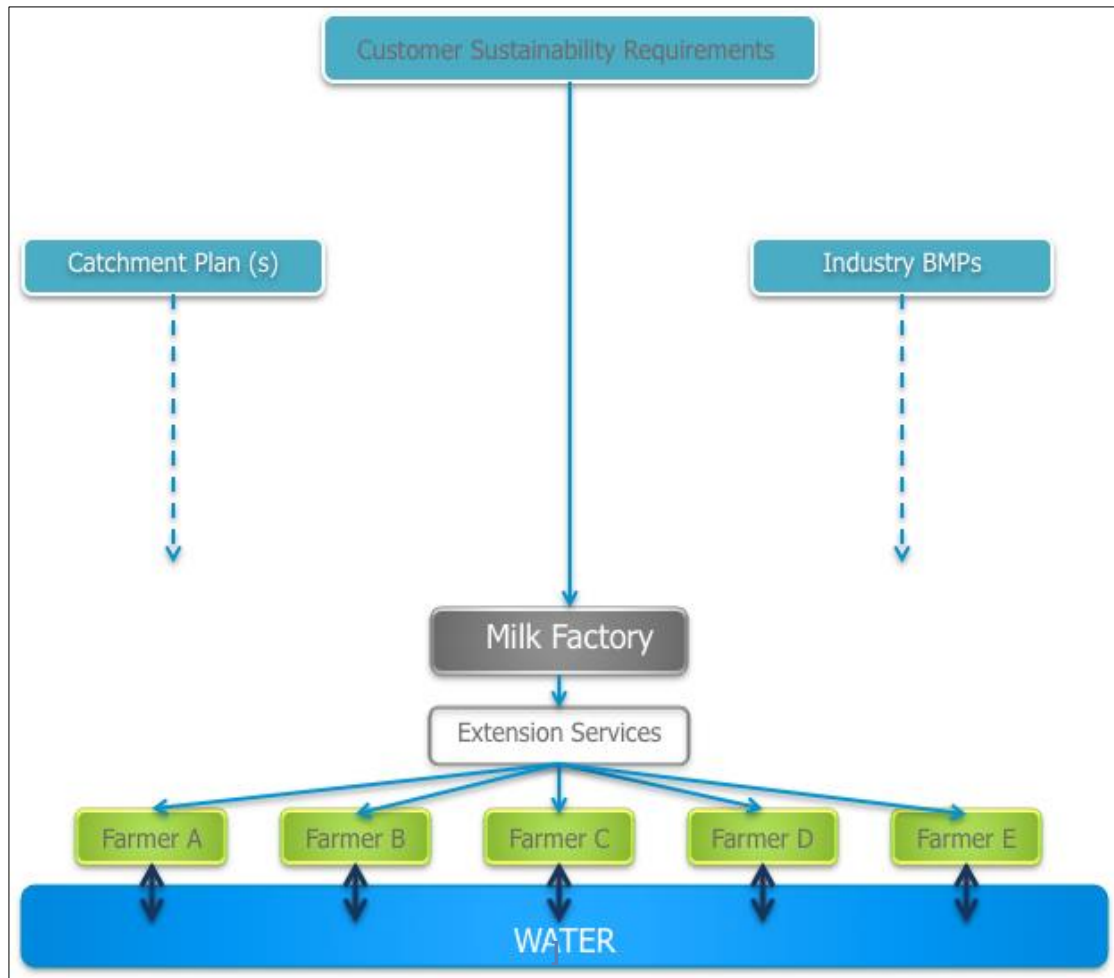 Customer Sustainability Requirements
Catchment Plan (s)
Industry BMPs
Milk Factory
Extension Services
Farmer A
Farmer B
Farmer C
Farmer D
Farmer E
WATER